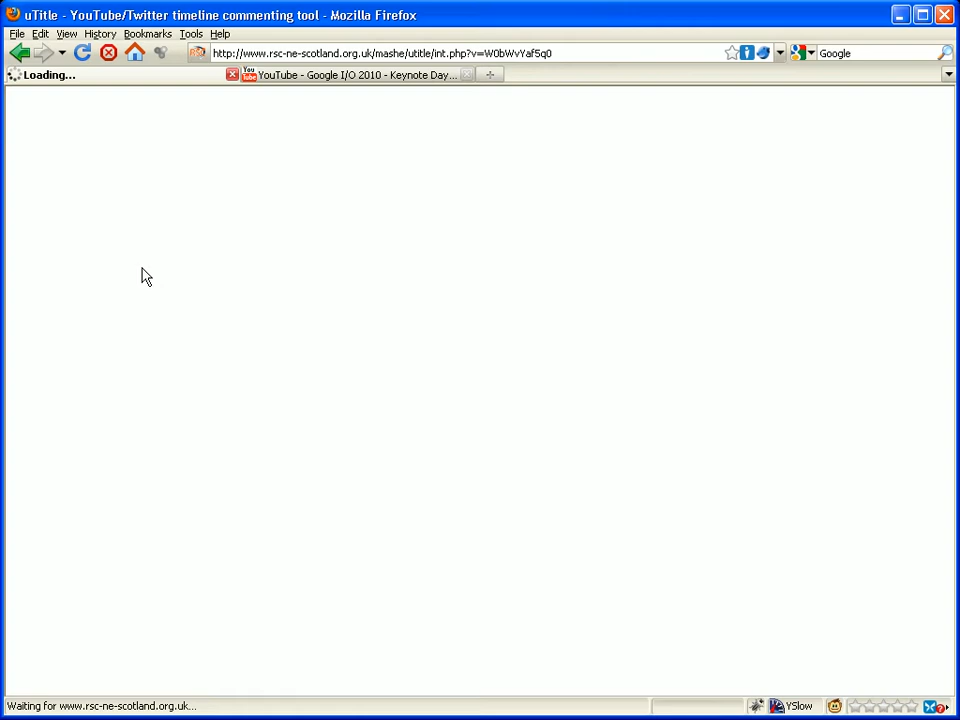 uTitle - YouTube/Twitter timeline commenting tool - Mozilla Firefox
File Edit View History Bookmarks Tools Help
http://www.rsc-ne-scotland.org.uk/mashe/utitle/int.php?v=W0bWvYaf5q0
Google
Loading...
YouTube - Google I/O 2010 - Keynote Day...
Waiting for www.rsc-ne-scotland.org.uk...
YSlow